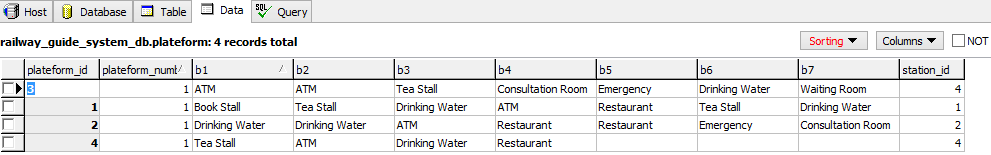 Host Database Table Data Query
railway_guide_system_db.plateform: 4 records total Sorting Columns NOT
plateform_id plateform_numl b1 b2 b3 b4 b5 b6 b7 station_id
3 1 ATM ATM Tea Stall Consultation Room Emergency Drinking Water Waiting Room 4
1 1 Book Stall Tea Stall Drinking Water ATM Restaurant Tea Stall Drinking Water 1
2 1 Drinking Water Drinking Water ATM Restaurant Restaurant Emergency Consultation Room 2
4 1 Tea Stall ATM Drinking Water Restaurant 4